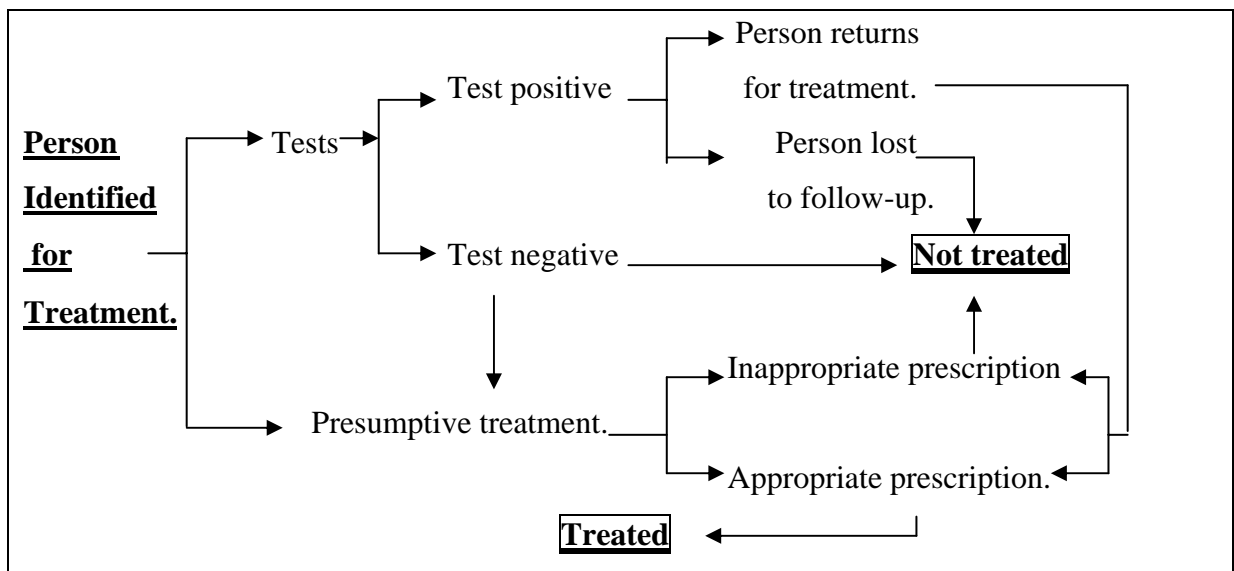 Person
Identified
for
Treatment.
Tests
Test positive
Person returns
for treatment.
Person lost
to follow-up.
Test negative
Not treated
Presumptive treatment.
Inappropriate prescription
Appropriate prescription.
Treated